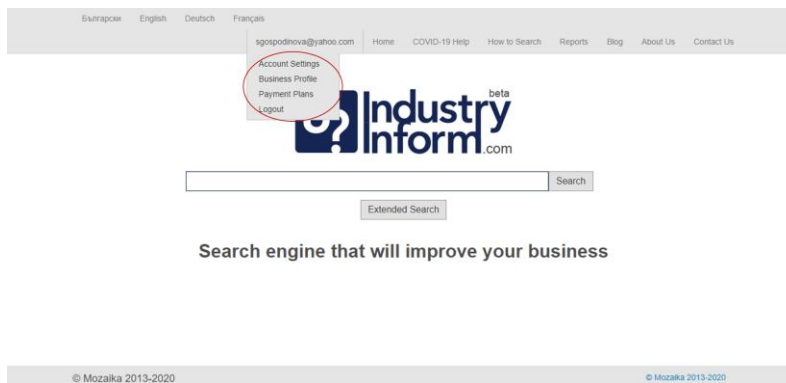 Български English Deutsch Français
sgospodinova@yahoo.com Home COVID-19 Help How to Search Reports Blog About Us Contact Us
Account Settings
Business Profile
Payment Plans
Logout
beta
Industry
Inform.com
Search
Extended Search
Search engine that will improve your business
© Mozaika 2013-2020 © Mozaika 2013-2020